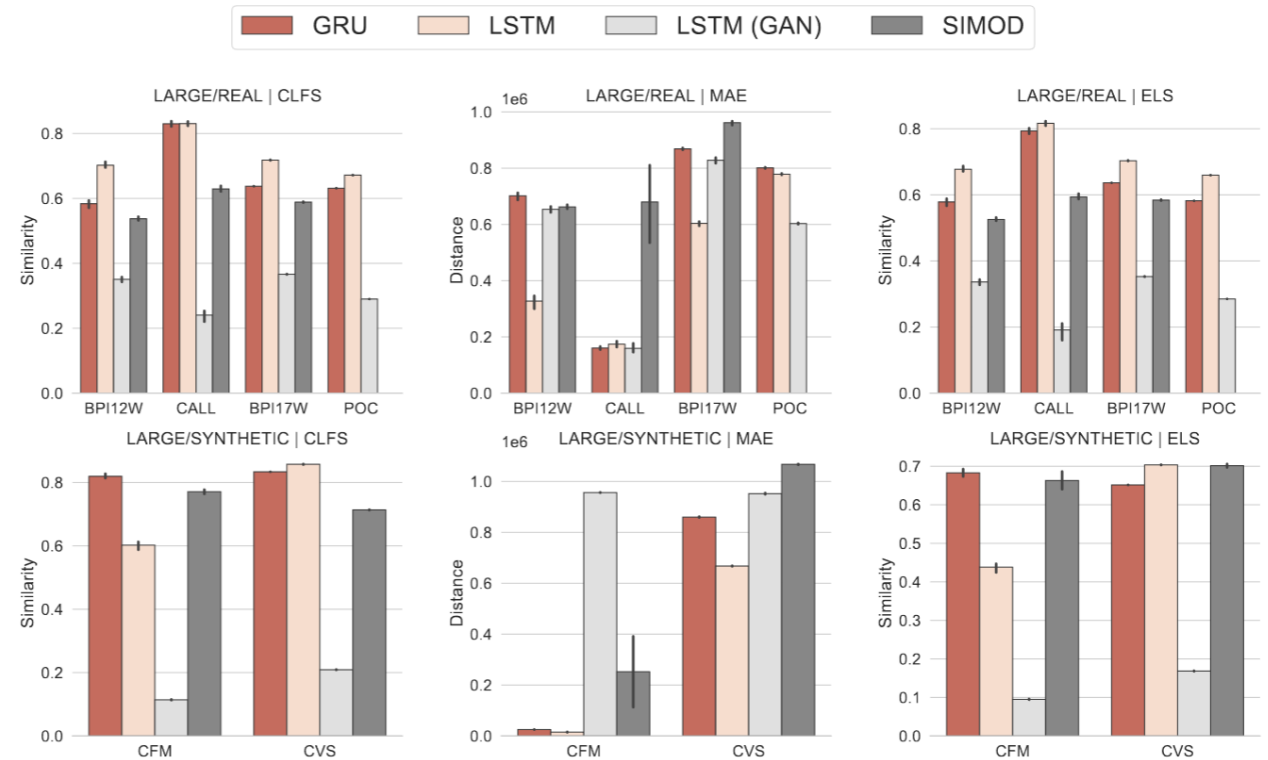 GRU LSTM LSTM (GAN) SIMOD
LARGE/REAL | CLFS
Similarity
0.8
0.6
0.4
0.2
0.0
BPI12W CALL BPI17W POC
LARGE/REAL | MAE
1e6
Distance
1.0
0.8
0.6
0.4
0.2
0.0
BPI12W CALL BPI17W POC
LARGE/REAL | ELS
Similarity
0.8
0.6
0.4
0.2
0.0
BPI12W CALL BPI17W POC
LARGE/SYNTHETIC | CLFS
Similarity
0.8
0.6
0.4
0.2
0.0
CFM CVS
LARGE/SYNTHETIC | MAE
1e6
Distance
1.0
0.8
0.6
0.4
0.2
0.0
CFM CVS
LARGE/SYNTHETIC | ELS
Similarity
0.7
0.6
0.5
0.4
0.3
0.2
0.1
0.0
CFM CVS